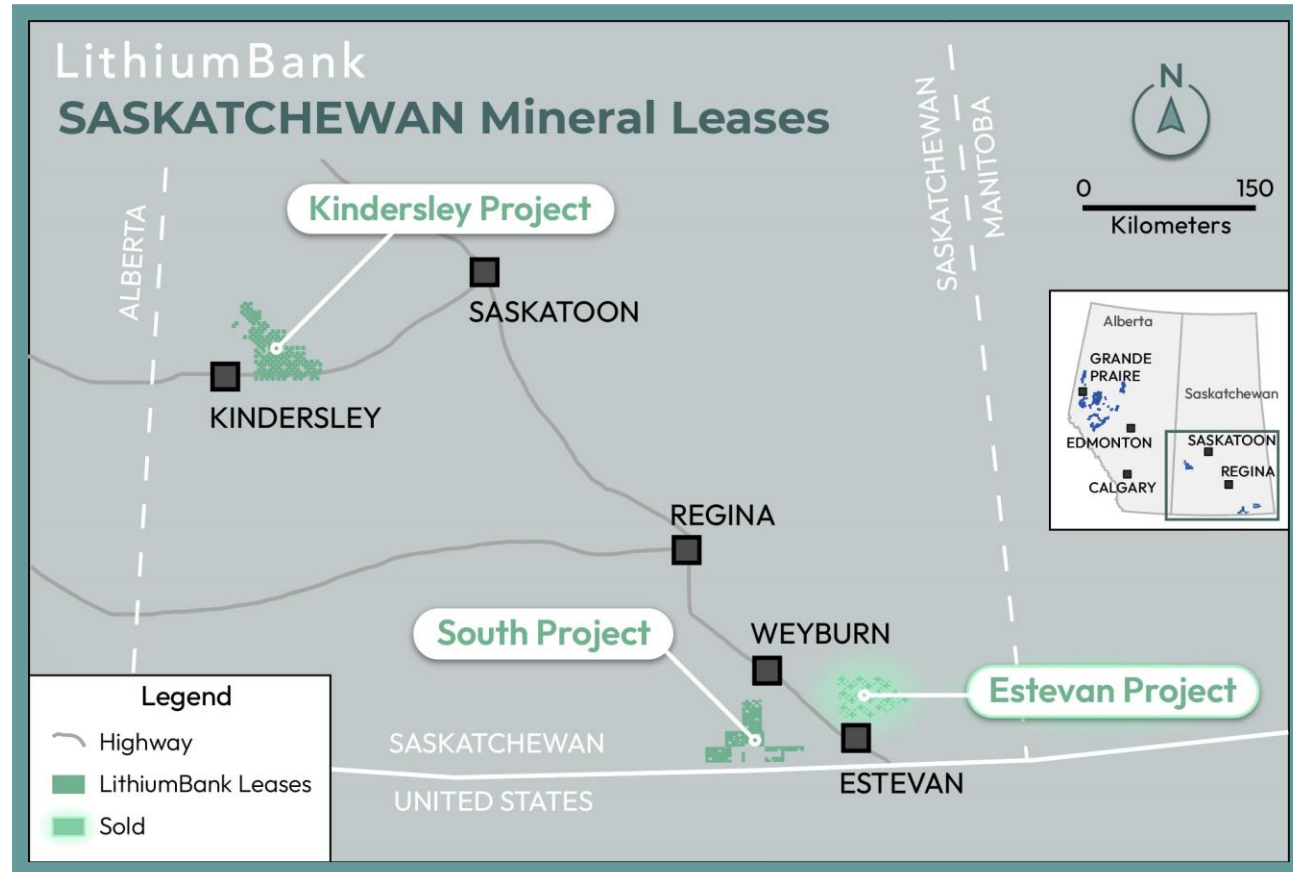 LithiumBank
SASKATCHEWAN Mineral Leases
N
0 150
Kilometers
ALBERTA
SASKATCHEWAN
MANITOBA
Kindersley Project
SASKATOON
KINDERSLEY
REGINA
WEYBURN
South Project
Estevan Project
ESTEVAN
SASKATCHEWAN
UNITED STATES
Alberta
GRANDE
PRAIRE
Saskatchewan
EDMONTON
SASKATOON
REGINA
CALGARY
Legend
Highway
LithiumBank Leases
Sold